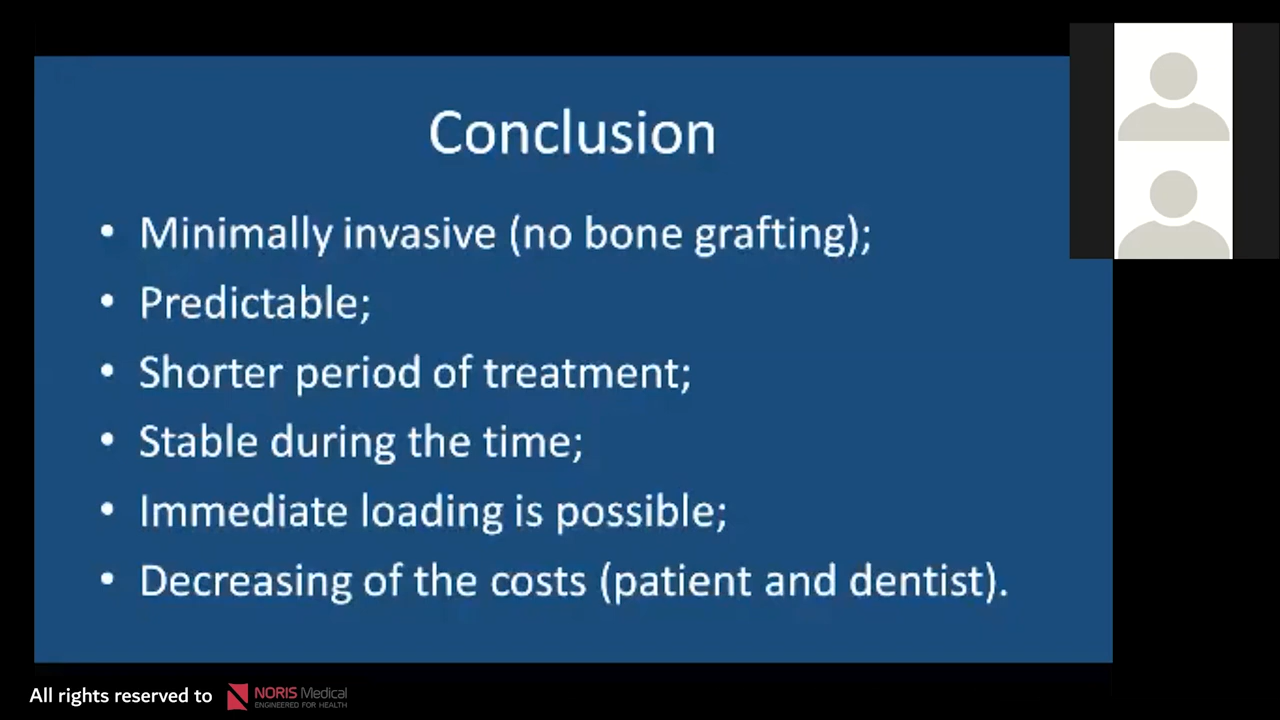 Conclusion
• Minimally invasive (no bone grafting);
• Predictable;
• Shorter period of treatment;
• Stable during the time;
• Immediate loading is possible;
• Decreasing of the costs (patient and dentist).
All rights reserved to NORIS Medical
ENGINEERED FOR HEALTH